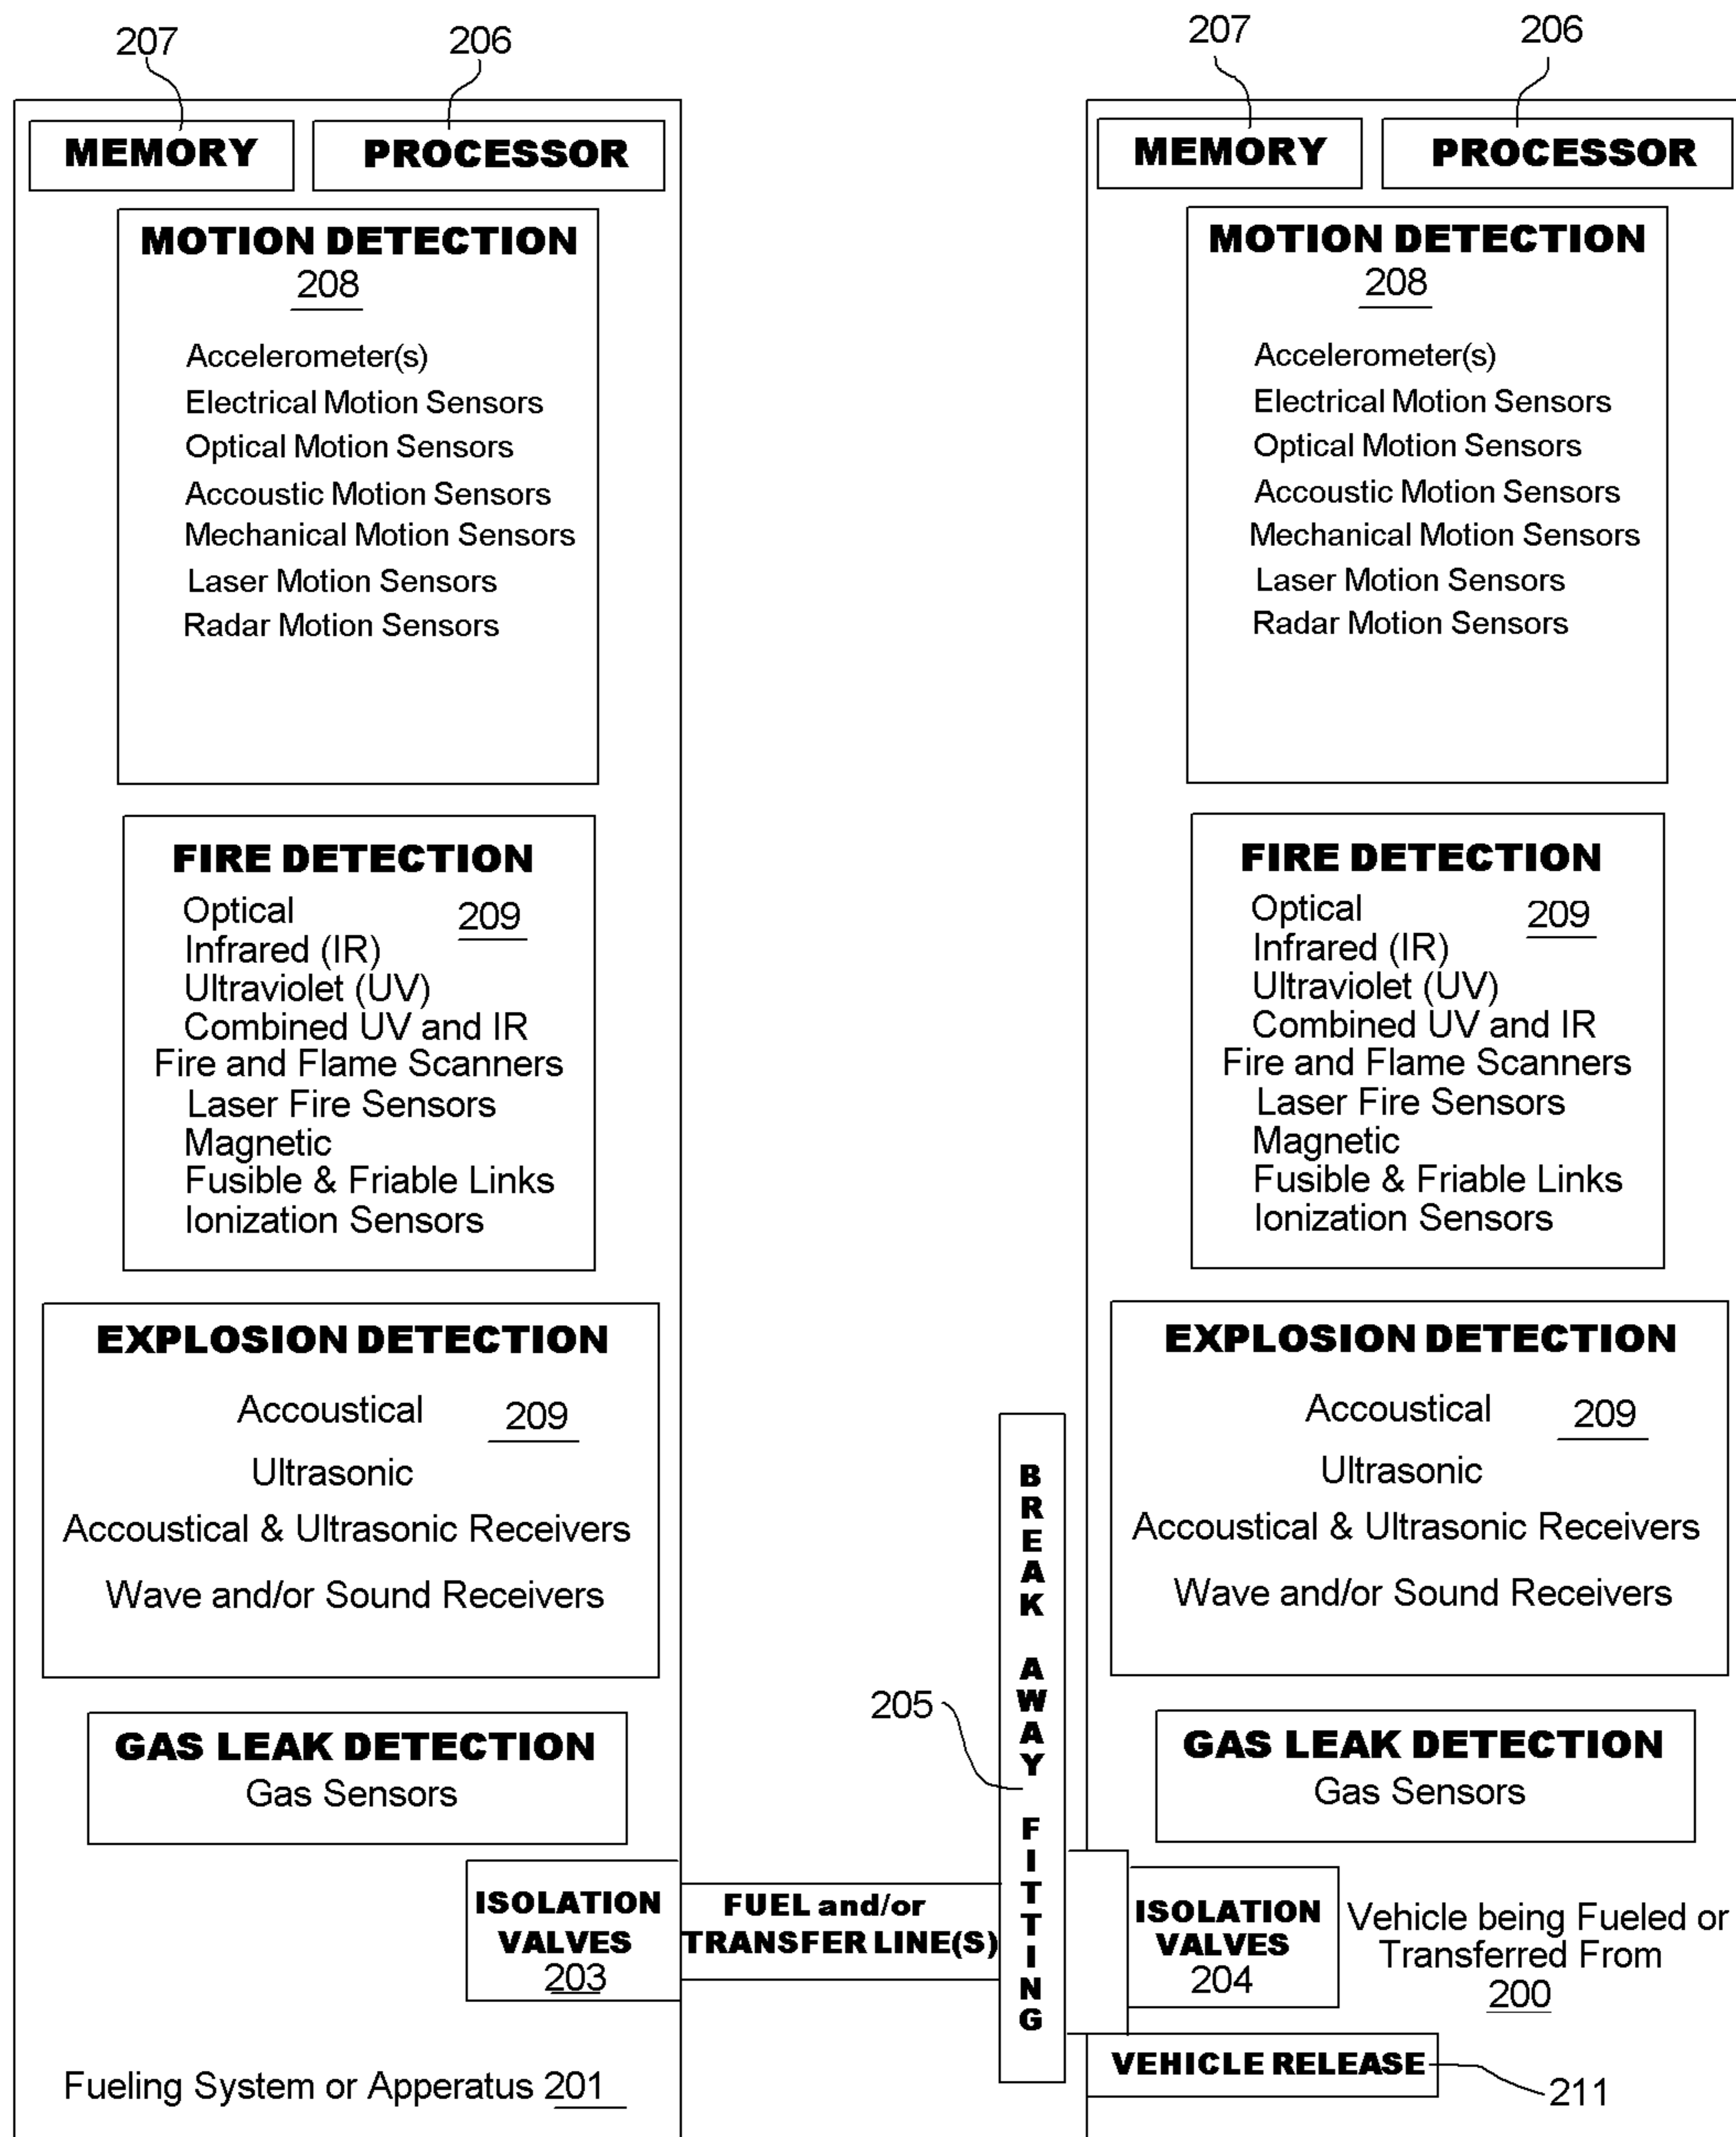 207
206
MEMORY
PROCESSOR
MOTION DETECTION
208
Accelerometer(s)
Electrical Motion Sensors
Optical Motion Sensors
Accoustic Motion Sensors
Mechanical Motion Sensors
Laser Motion Sensors
Radar Motion Sensors
FIRE DETECTION
Optical 209
Infrared (IR)
Ultraviolet (UV)
Combined UV and IR
Fire and Flame Scanners
Laser Fire Sensors
Magnetic
Fusible & Friable Links
Ionization Sensors
EXPLOSION DETECTION
Accoustical 209
Ultrasonic
Accoustical & Ultrasonic Receivers
Wave and/or Sound Receivers
GAS LEAK DETECTION
Gas Sensors
ISOLATION
VALVES
203
Fueling System or Apperatus 201
FUEL and/or
TRANSFER LINE(S)
205
BREAK AWAY FITTING
207
206
MEMORY
PROCESSOR
MOTION DETECTION
208
Accelerometer(s)
Electrical Motion Sensors
Optical Motion Sensors
Accoustic Motion Sensors
Mechanical Motion Sensors
Laser Motion Sensors
Radar Motion Sensors
FIRE DETECTION
Optical 209
Infrared (IR)
Ultraviolet (UV)
Combined UV and IR
Fire and Flame Scanners
Laser Fire Sensors
Magnetic
Fusible & Friable Links
Ionization Sensors
EXPLOSION DETECTION
Accoustical 209
Ultrasonic
Accoustical & Ultrasonic Receivers
Wave and/or Sound Receivers
GAS LEAK DETECTION
Gas Sensors
ISOLATION
VALVES
204
Vehicle being Fueled or
Transferred From
200
VEHICLE RELEASE
211